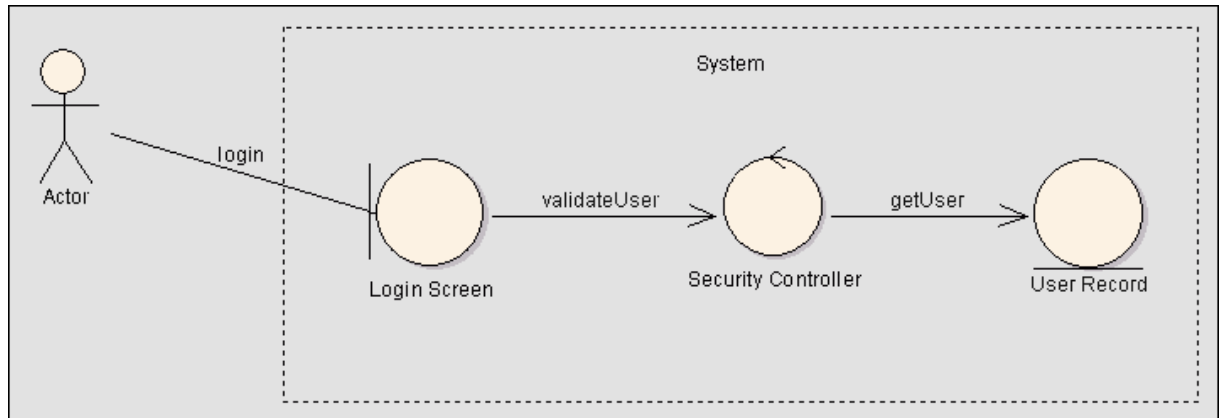 System
login
Actor
validateUser
getUser
Login Screen
Security Controller
User Record